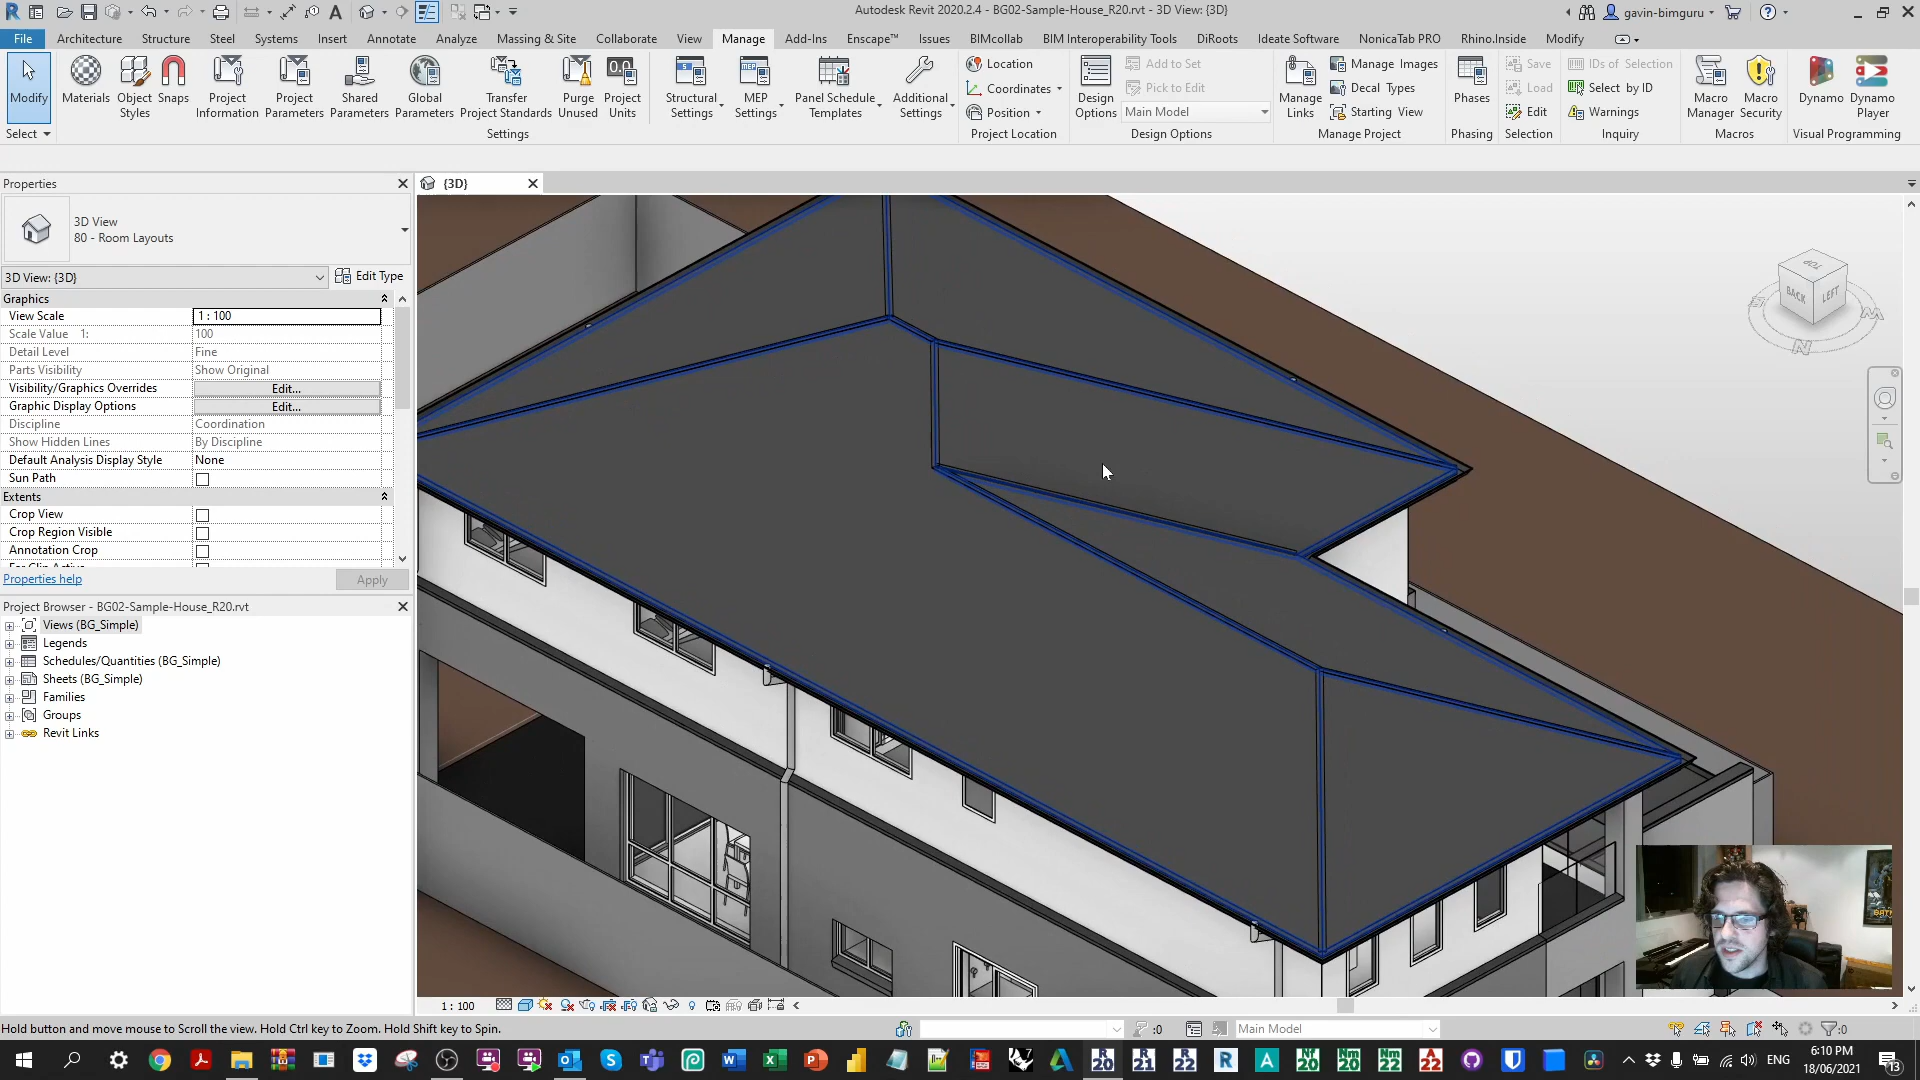 Autodesk Revit 2020.2.4 - BG02-Sample-House_R20.rvt - 3D View: {3D}
gavin-bimguru
File Architecture Structure Steel Systems Insert Annotate Analyze Massing & Site Collaborate View Manage Add-Ins Enscape™ Issues BIMcollab BIM Interoperability Tools DiRoots Ideate Software NonicaTab PRO Rhino.Inside Modify
Modify
Materials
Object Styles
Snaps
Project Information
Project Parameters
Shared Parameters
Global Parameters
Transfer Project Standards
Purge Unused
Project Units
Structural Settings
MEP Settings
Panel Schedule Templates
Additional Settings
Location
Coordinates
Position
Design Options
Add to Set
Pick to Edit
Main Model
Manage Links
Manage Images
Decal Types
Starting View
Phases
Save
Load
Edit
IDs of Selection
Select by ID
Warnings
Macro Manager
Macro Security
Dynamo
Dynamo Player
Select
Settings
Project Location
Design Options
Manage Project
Phasing
Selection
Inquiry
Macros
Visual Programming
Properties
{3D}
3D View
80 - Room Layouts
3D View: {3D}
Edit Type
Graphics
View Scale 1 : 100
Scale Value 1: 100
Detail Level Fine
Parts Visibility Show Original
Visibility/Graphics Overrides Edit...
Graphic Display Options Edit...
Discipline Coordination
Show Hidden Lines By Discipline
Default Analysis Display Style None
Sun Path
Extents
Crop View
Crop Region Visible
Annotation Crop
Properties help
Apply
Project Browser - BG02-Sample-House_R20.rvt
Views (BG_Simple)
Legends
Schedules/Quantities (BG_Simple)
Sheets (BG_Simple)
Families
Groups
Revit Links
TOP
BACK
LEFT
N
1 : 100
Hold button and move mouse to Scroll the view. Hold Ctrl key to Zoom. Hold Shift key to Spin.
:0
Main Model
:0
ENG
6:10 PM
18/06/2021
13